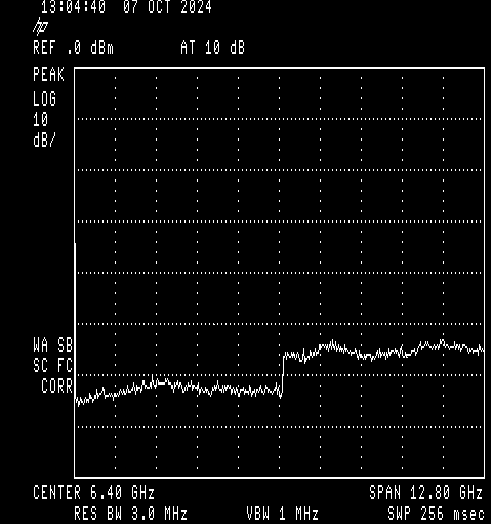 13:04:40 07 OCT 2024
hp
REF .0 dBm AT 10 dB
PEAK
LOG
10
dB/
WA SB
SC FC
CORR
CENTER 6.40 GHz SPAN 12.80 GHz
RES BW 3.0 MHz VBW 1 MHz SWP 256 msec